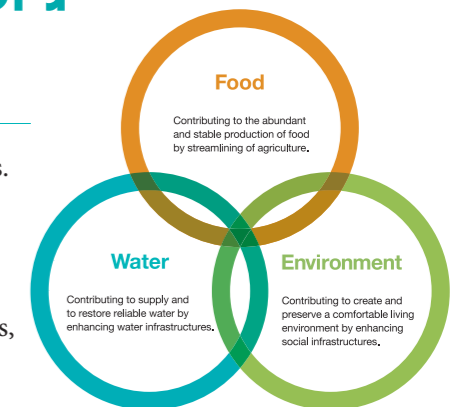 Food
Contributing to the abundant
and stable production of food
by streamlining of agriculture.
Water
Contributing to supply and
to restore reliable water by
enhancing water infrastructures.
Environment
Contributing to create and
preserve a comfortable living
environment by enhancing
social infrastructures.